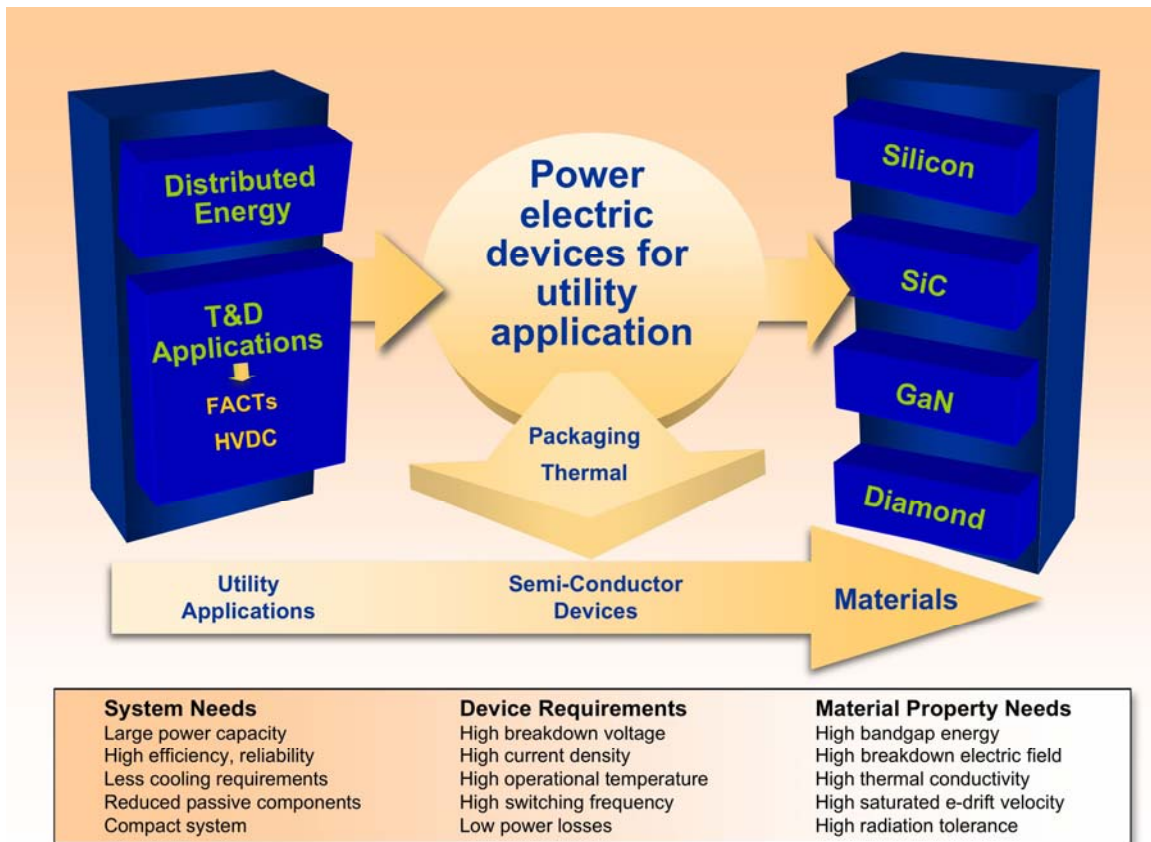 Distributed
Energy
T&D
Applications
FACTs
HVDC
Power
electric
devices for
utility
application
Packaging
Thermal
Silicon
SiC
GaN
Diamond
Utility
Applications
Semi-Conductor
Devices
Materials
System Needs
Large power capacity
High efficiency, reliability
Less cooling requirements
Reduced passive components
Compact system
Device Requirements
High breakdown voltage
High current density
High operational temperature
High switching frequency
Low power losses
Material Property Needs
High bandgap energy
High breakdown electric field
High thermal conductivity
High saturated e-drift velocity
High radiation tolerance